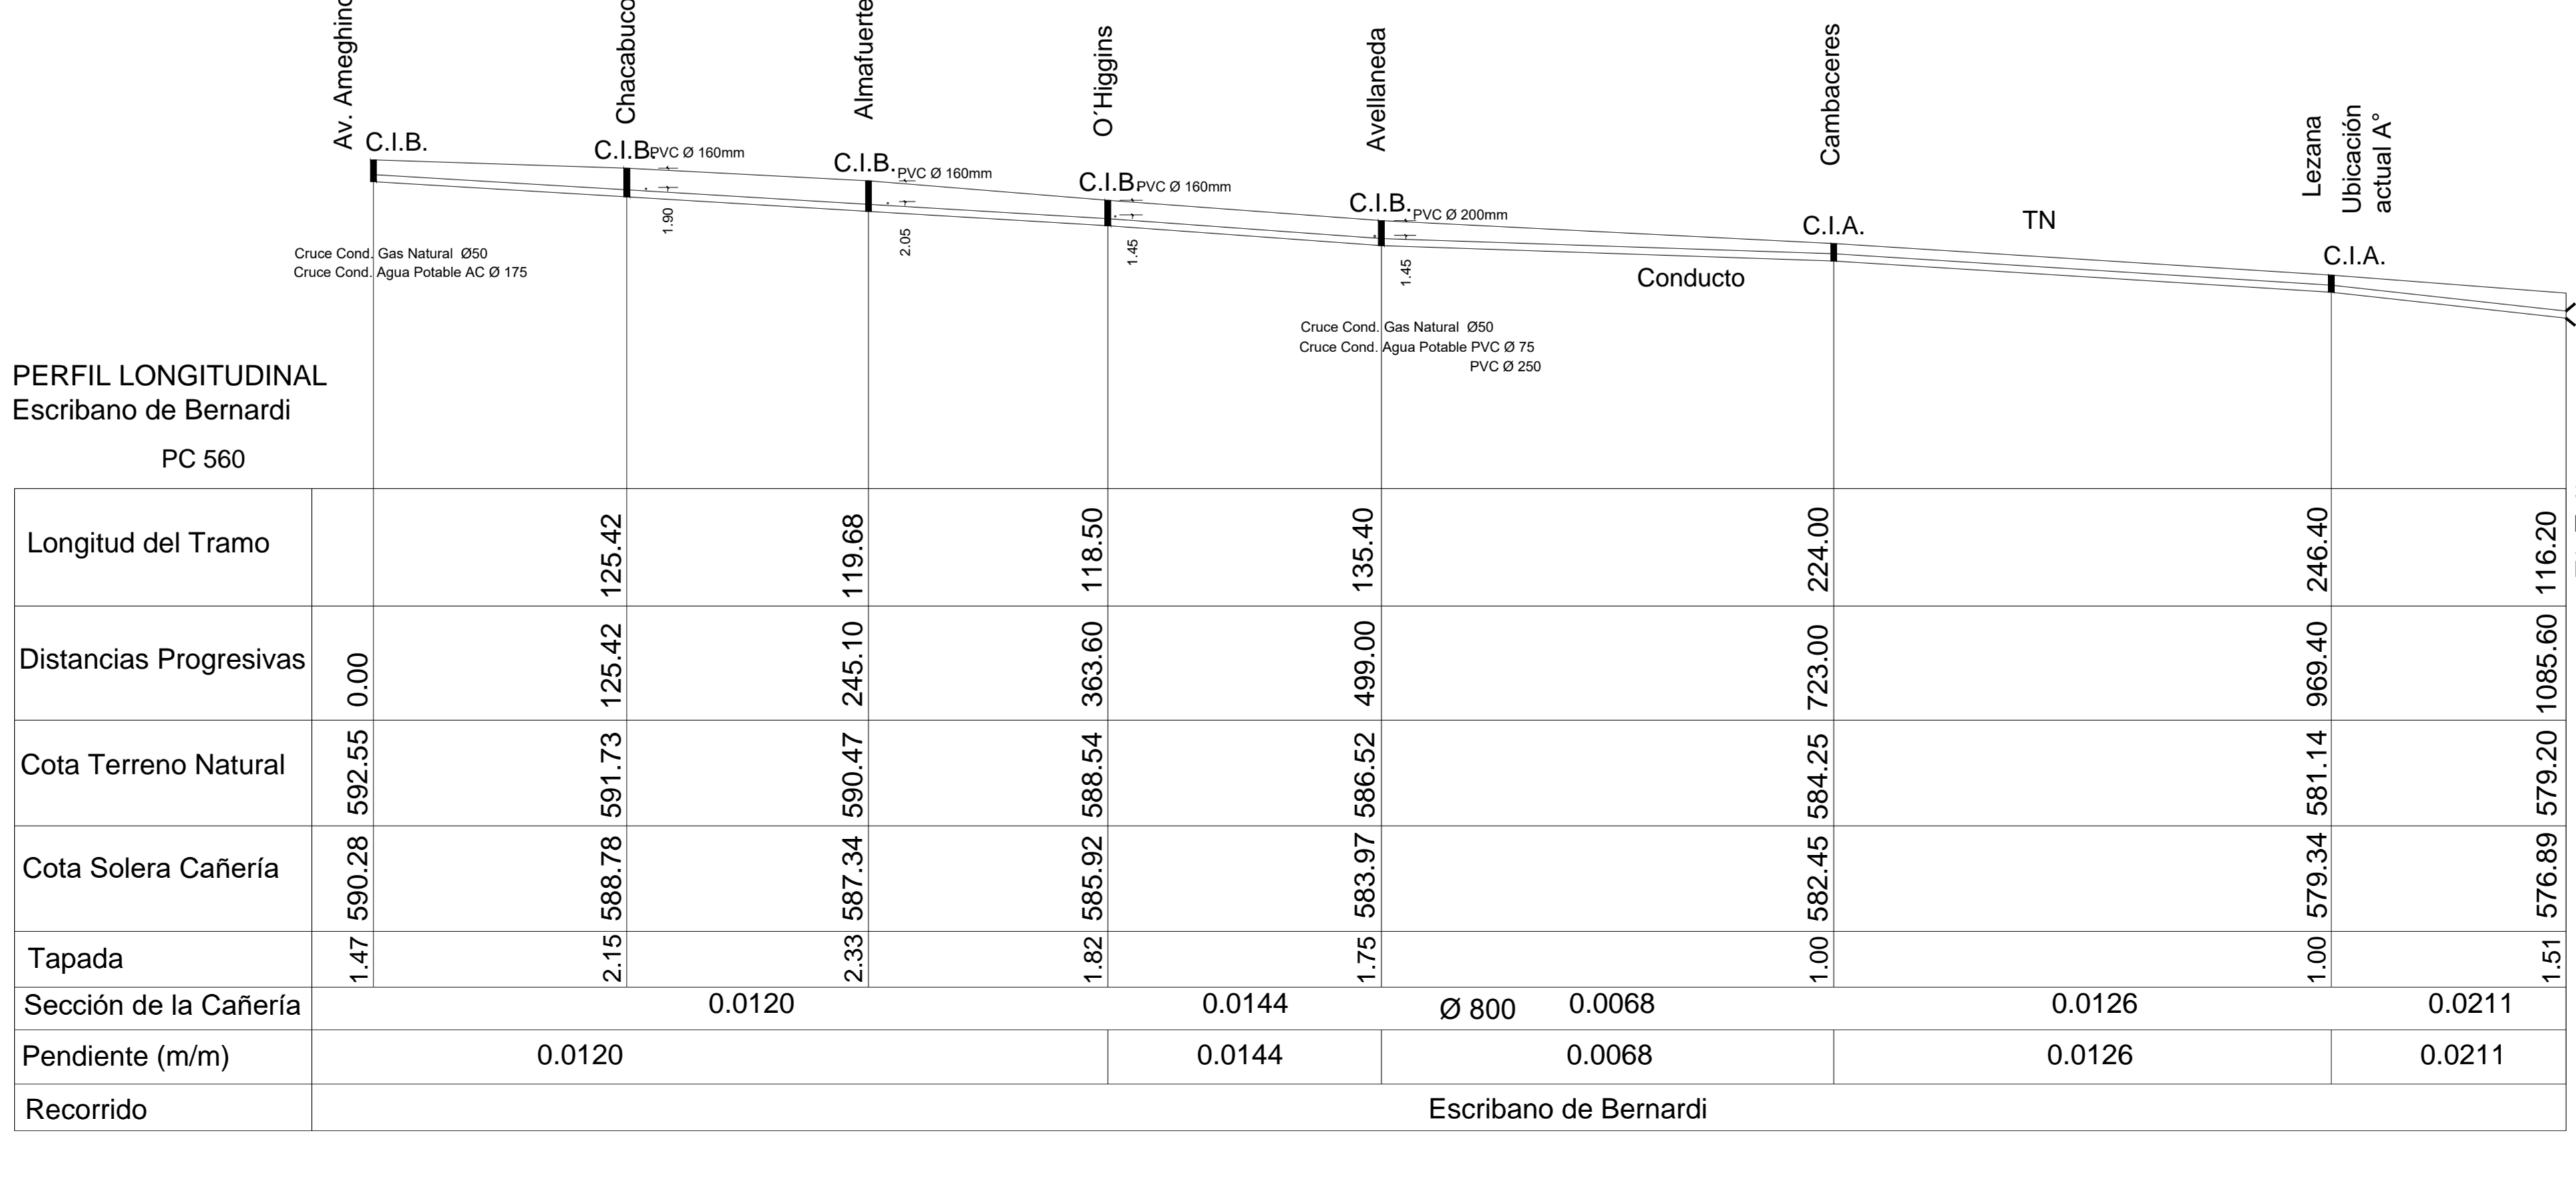 Av. Ameghino
Chacabuco
Almafuerte
O´Higgins
Avellaneda
Cambaceres
Lezana
Ubicación
actual A°
C.I.B.
C.I.B.
PVC Ø 160mm
C.I.B.
PVC Ø 160mm
C.I.B.
PVC Ø 160mm
C.I.B.
PVC Ø 200mm
C.I.A.
TN
C.I.A.
1.90
2.05
1.45
1.45
Conducto
Cruce Cond. Gas Natural Ø50
Cruce Cond. Agua Potable AC Ø 175
Cruce Cond. Gas Natural Ø50
Cruce Cond. Agua Potable PVC Ø 75
PVC Ø 250
PERFIL LONGITUDINAL
Escribano de Bernardi
PC 560
Longitud del Tramo 125.42 119.68 118.50 135.40 224.00 246.40 116.20
Distancias Progresivas 0.00 125.42 245.10 363.60 499.00 723.00 969.40 1085.60
Cota Terreno Natural 592.55 591.73 590.47 588.54 586.52 584.25 581.14 579.20
Cota Solera Cañería 590.28 588.78 587.34 585.92 583.97 582.45 579.34 576.89
Tapada 1.47 2.15 2.33 1.82 1.75 1.00 1.00 1.51
Sección de la Cañería 0.0120 0.0144 Ø 800 0.0068 0.0126 0.0211
Pendiente (m/m) 0.0120 0.0144 0.0068 0.0126 0.0211
Recorrido Escribano de Bernardi